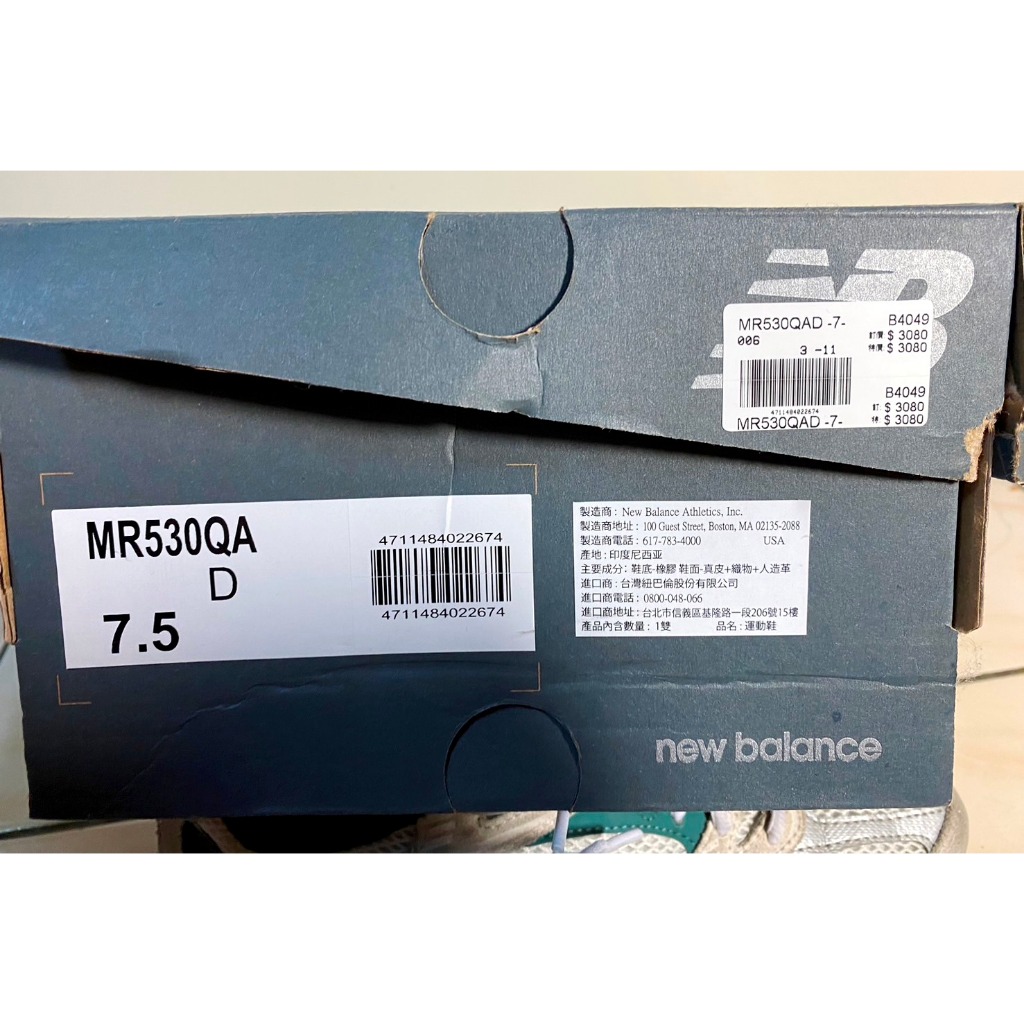 NB
MR530QAD -7-
B4049
006
訂價 $ 3080
特價 $ 3080
3 -11
4711484022674
B4049
訂: $ 3080
特 $ 3080
MR530QAD -7-
MR530QA
D
7.5
4711484022674
4711484022674
製造商 : New Balance Athletics, Inc.
製造商地址 : 100 Guest Street, Boston, MA 02135-2088
製造商電話 : 617-783-4000 USA
產地 : 印度尼西亚
主要成分 : 鞋底-橡膠 鞋面-真皮+織物+人造革
進口商 : 台灣紐巴倫股份有限公司
進口商電話 : 0800-048-066
進口商地址 : 台北市信義區基隆路一段206號15樓
產品內含數量 : 1雙 品名 : 運動鞋
new balance